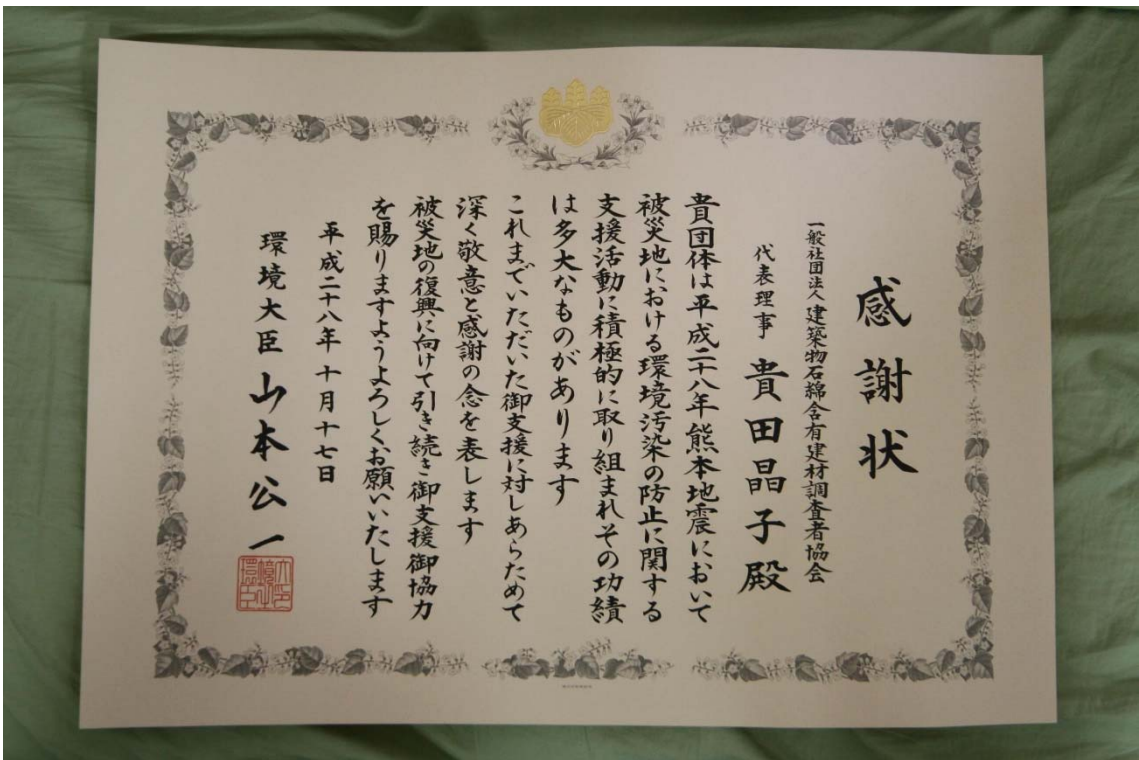 感謝状
一般社団法人 建築物石綿含有建材調査者協会
代表理事 貴田晶子殿
貴団体は平成二十八年熊本地震において
被災地における環境汚染の防止に関する
支援活動に積極的に取り組まれその功績
は多大なものがあります
これまでいただいた御支援に対しあらためて
深く敬意と感謝の念を表します
被災地の復興に向けて引き続き御支援御協力
を賜りますようよろしくお願いいたします
平成二十八年十月十七日
環境大臣 山本公一